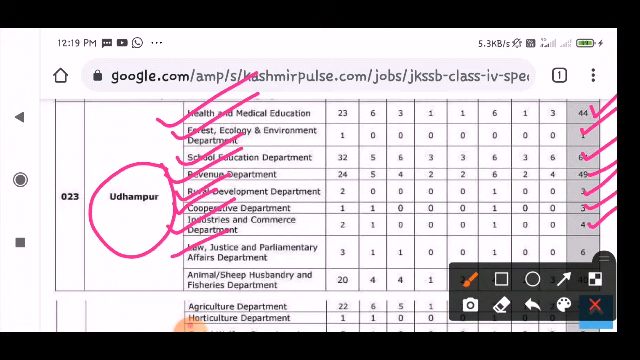 12:19 PM
5.3KB/s
google.com/amp/s/kashmirpulse.com/jobs/jkssb-class-iv-spec
1
Health and Medical Education 23 6 3 1 1 6 1 3 44
Forest, Ecology & Environment
Department 1 0 0 0 0 0 0 0 1
School Education Department 32 5 6 3 3 6 3 6
Revenue Department 24 5 4 2 2 6 2 4 49
Rural Development Department 2 0 0 0 0 1 0 0 3
023 Udhampur
Cooperative Department 1 1 0 0 0 1 0 0 3
Industries and Commerce
Department 2 1 0 0 0 1 0 0 4
Law, Justice and Parliamentary
Affairs Department 3 1 1 0 0 1 0 0 6
Animal/Sheep Husbandry and
Fisheries Department 20 4 4 1 40
Agriculture Department 22 6 5 1
Horticulture Department 1 1 0 0